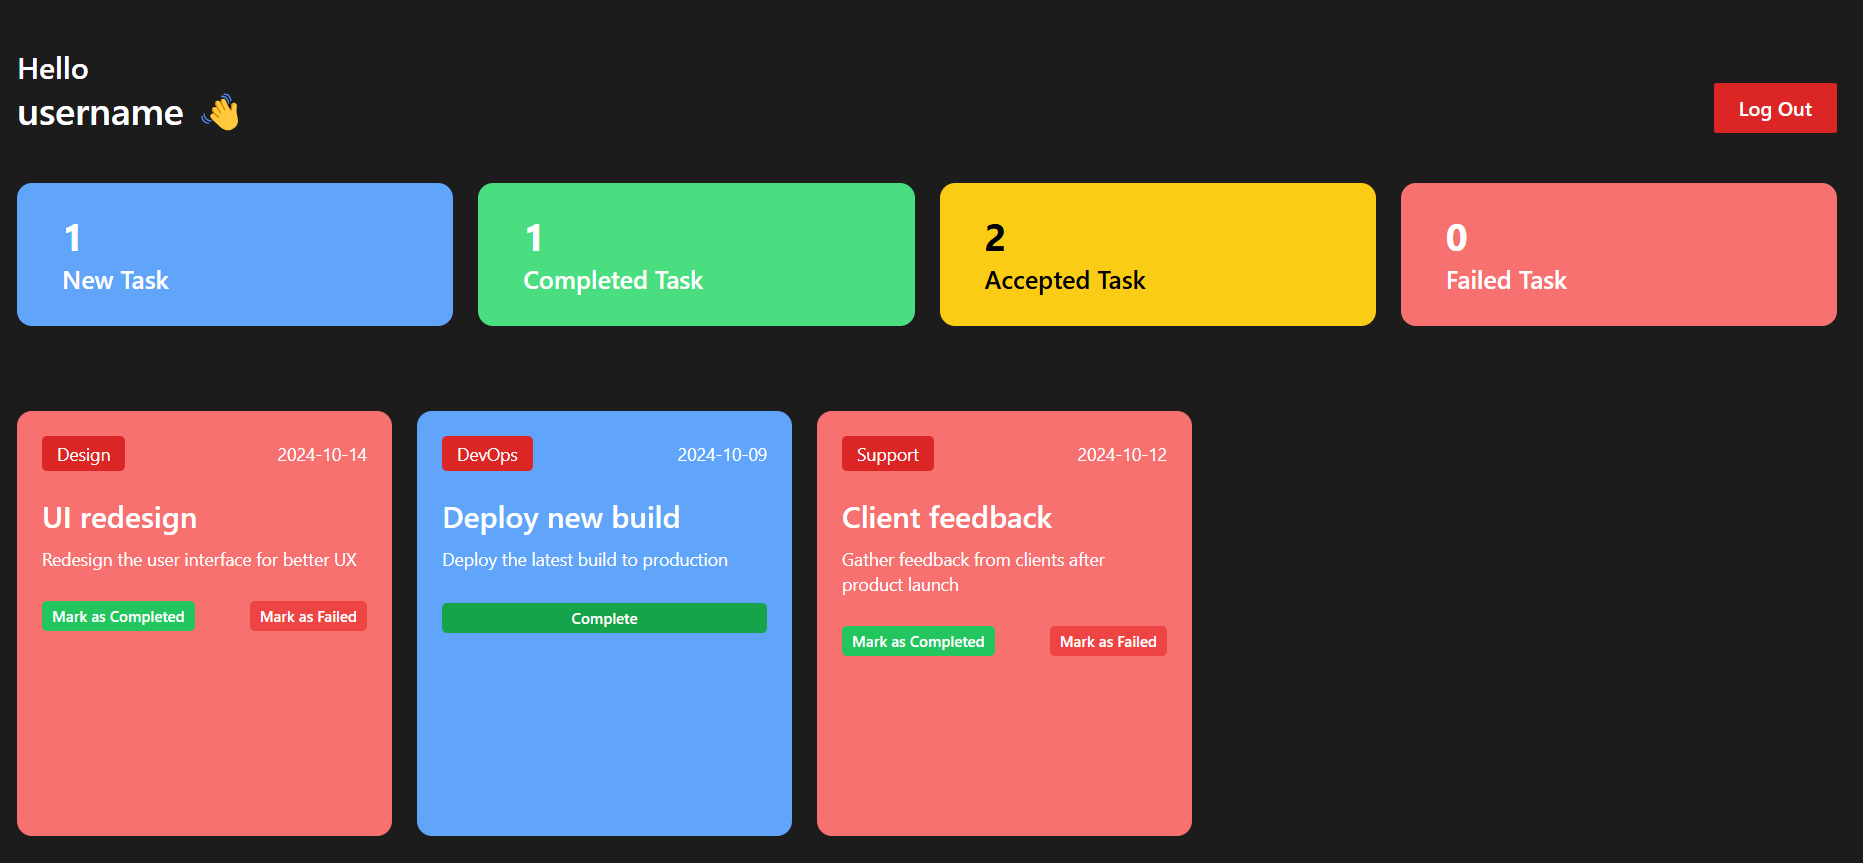 Hello
username 👋
Log Out
1
New Task
1
Completed Task
2
Accepted Task
0
Failed Task
Design
2024-10-14
UI redesign
Redesign the user interface for better UX
Mark as Completed
Mark as Failed
DevOps
2024-10-09
Deploy new build
Deploy the latest build to production
Complete
Support
2024-10-12
Client feedback
Gather feedback from clients after
product launch
Mark as Completed
Mark as Failed